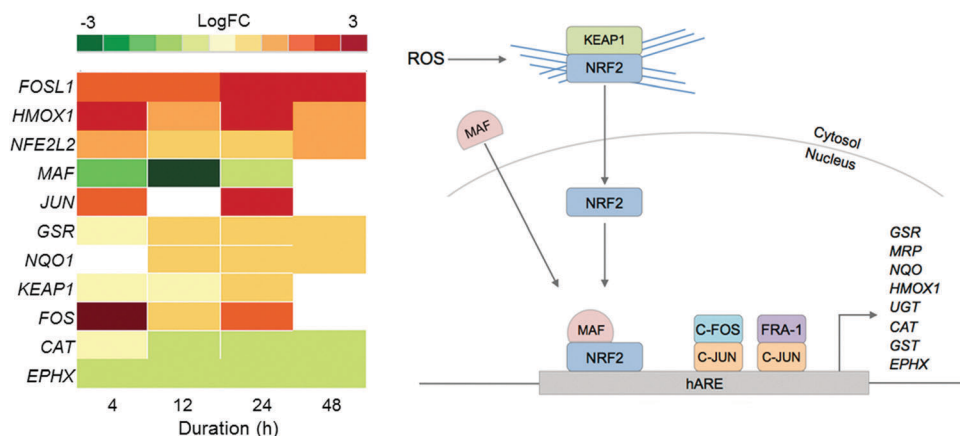 LogFC
-3 3
FOSL1
HMOX1
NFE2L2
MAF
JUN
GSR
NQO1
KEAP1
FOS
CAT
EPHX
4 12 24 48
Duration (h)
ROS
KEAP1
NRF2
MAF
Cytosol
Nucleus
NRF2
MAF
NRF2
C-FOS
C-JUN
FRA-1
C-JUN
hARE
GSR
MRP
NQO
HMOX1
UGT
CAT
GST
EPHX